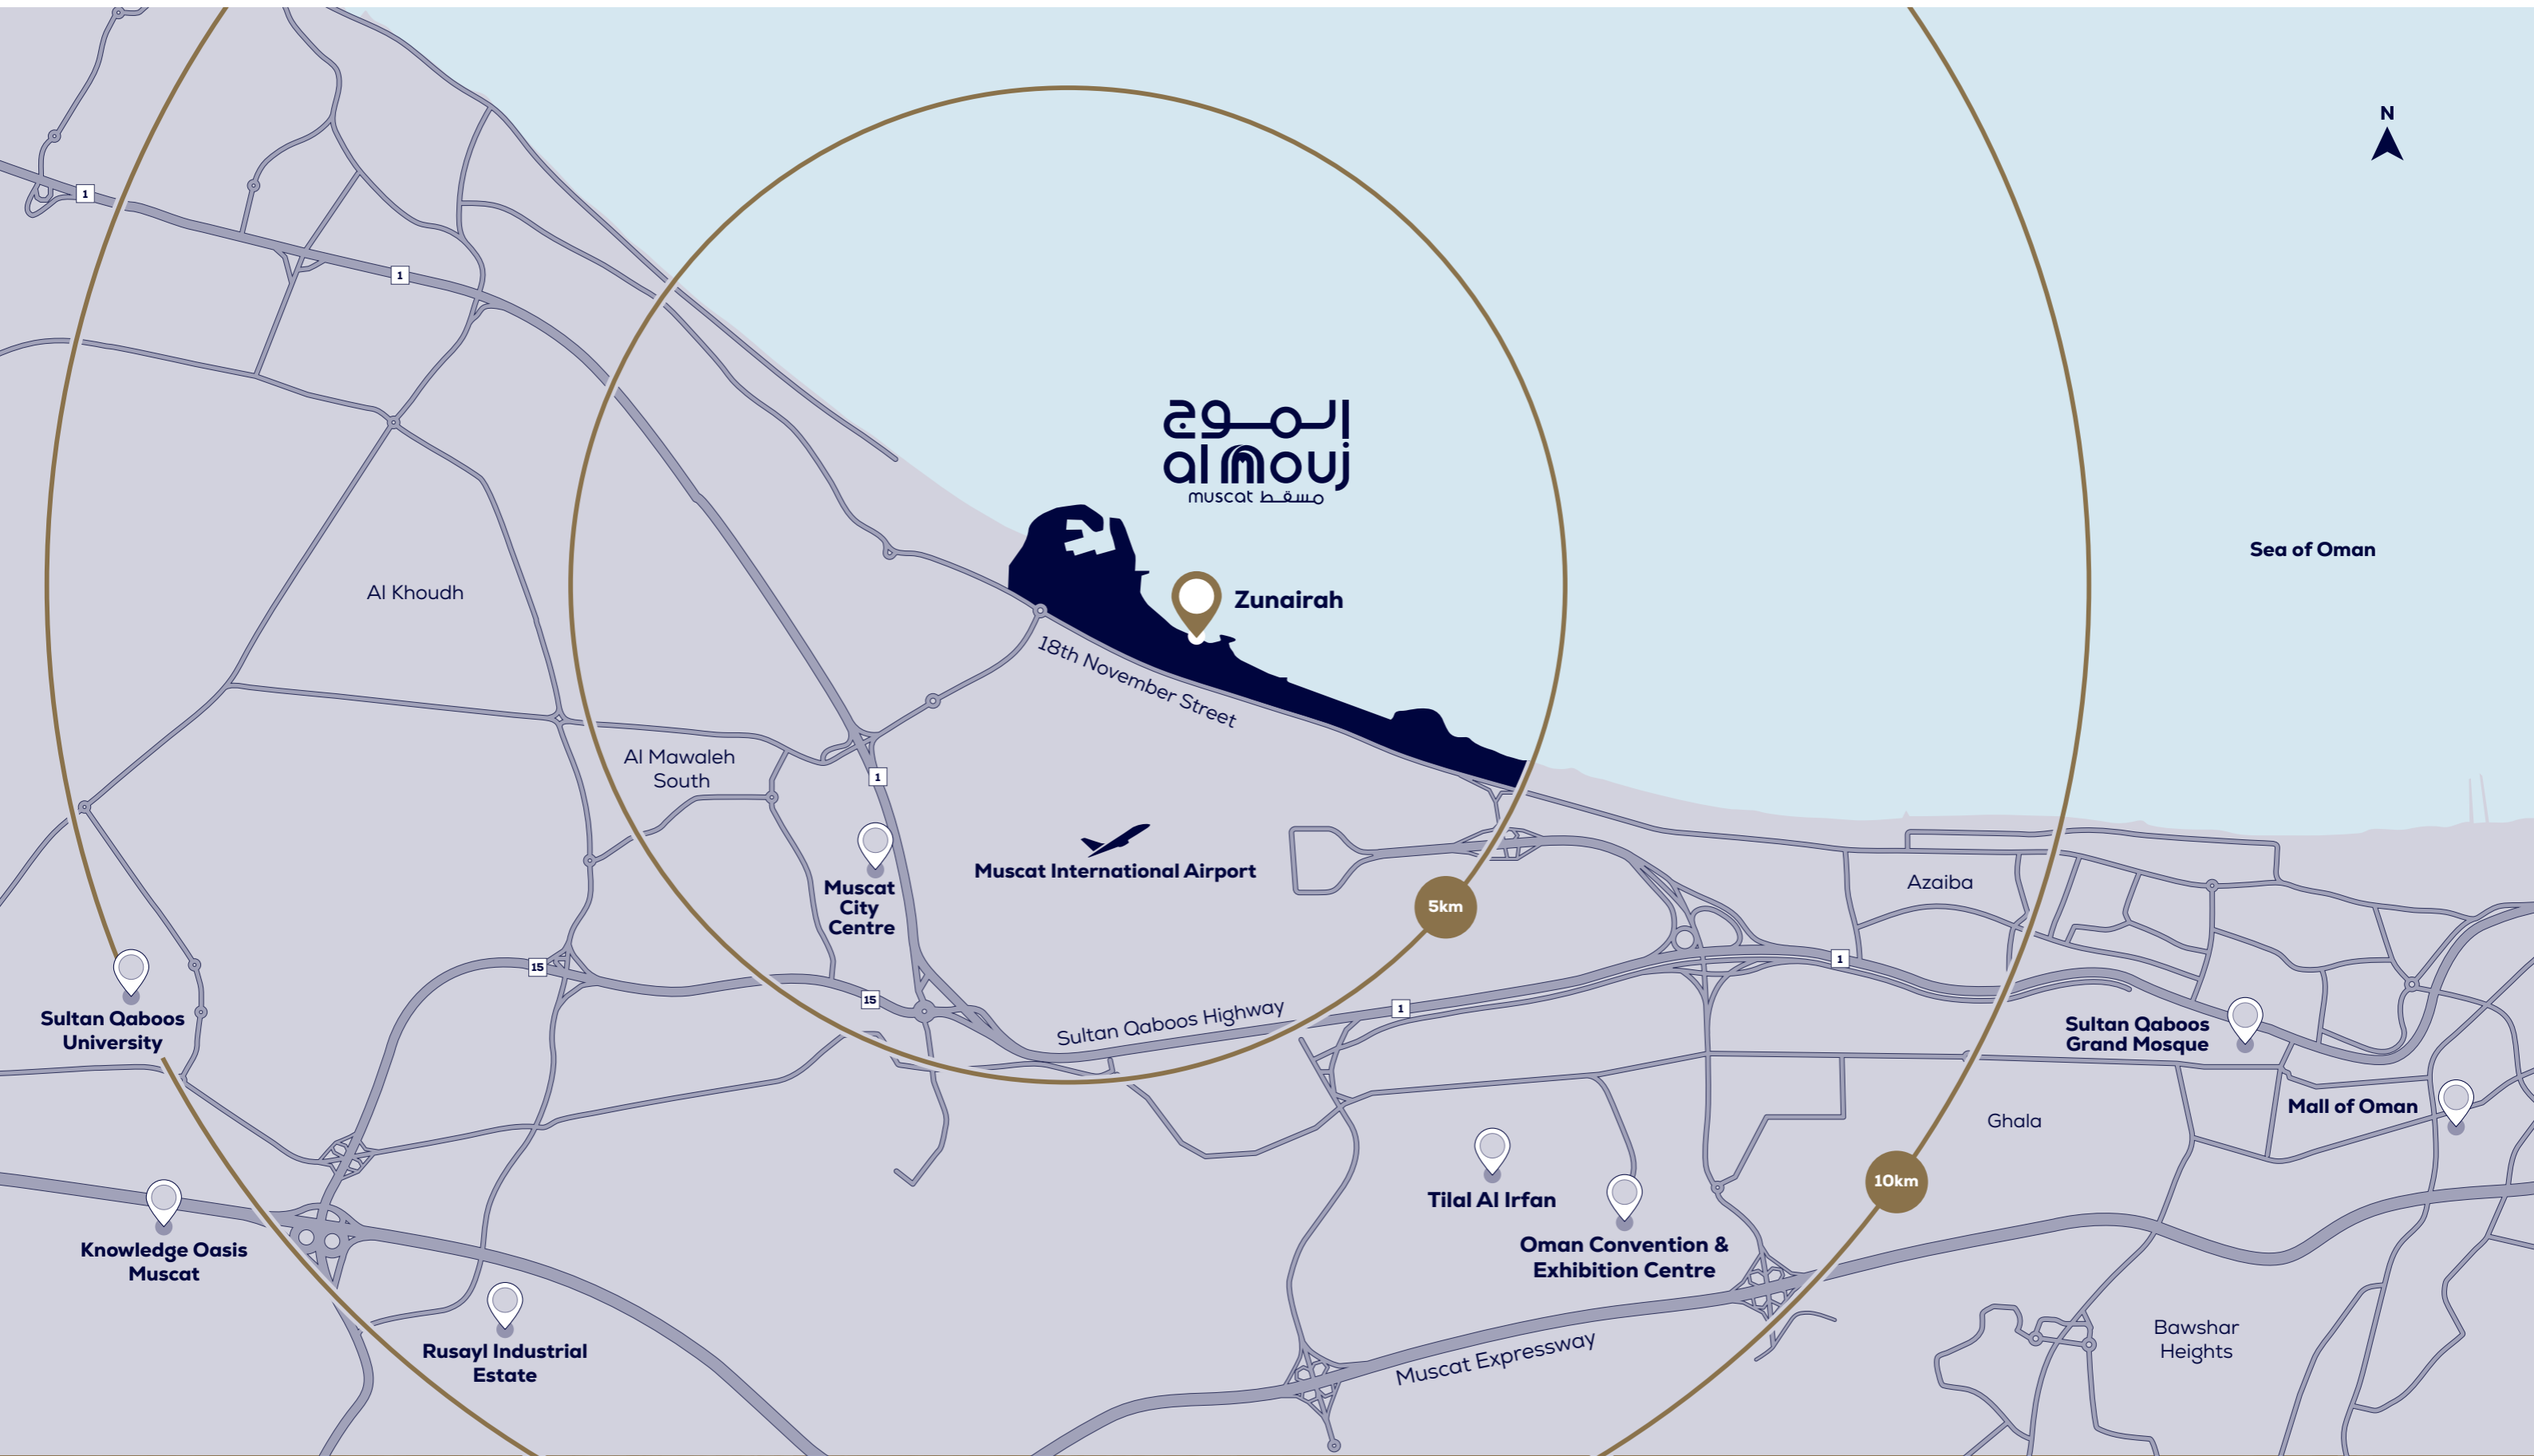 N
1
1
الموج
al mouj
muscat مسقط
Sea of Oman
Zunairah
Al Khoudh
18th November Street
Al Mawaleh
South
1
Muscat International Airport
Muscat
City
Centre
5km
Azaiba
15
15
1
1
Sultan Qaboos Highway
Sultan Qaboos
University
Sultan Qaboos
Grand Mosque
Mall of Oman
Ghala
10km
Tilal Al Irfan
Oman Convention &
Exhibition Centre
Knowledge Oasis
Muscat
Rusayl Industrial
Estate
Muscat Expressway
Bawshar
Heights